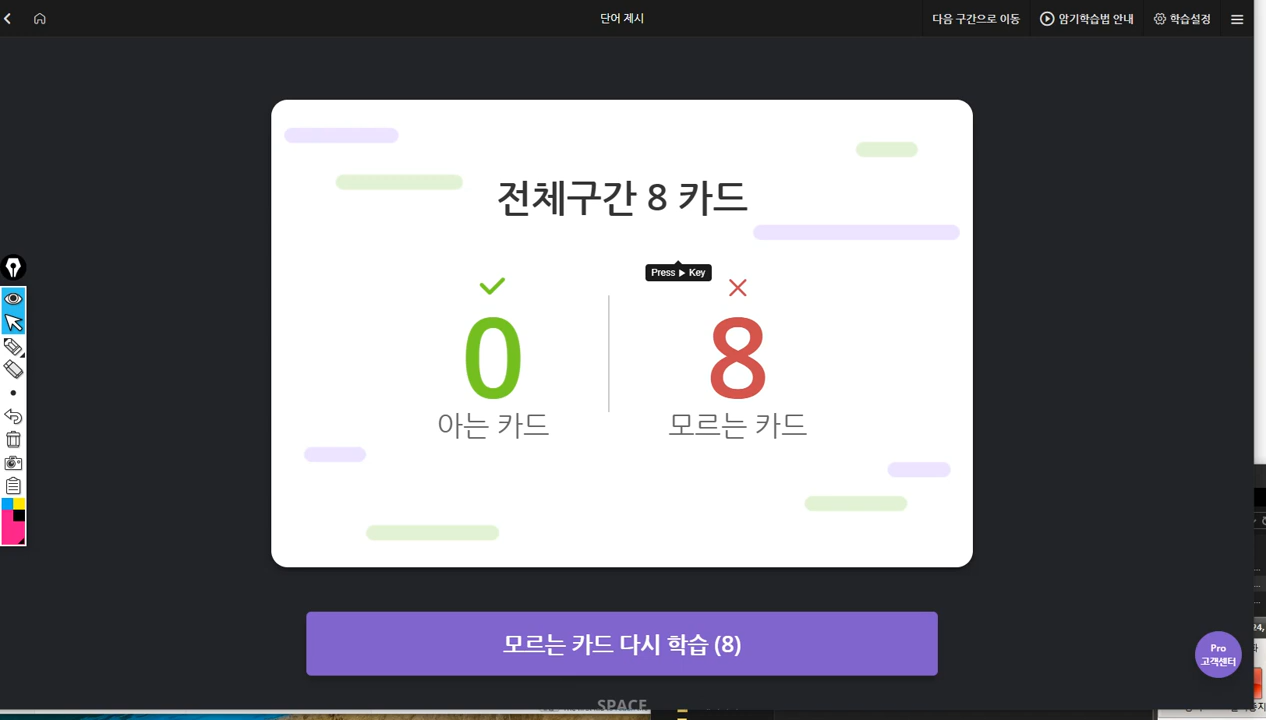 단어 제시
다음 구간으로 이동
암기학습법 안내
학습설정
전체구간 8 카드
Press ▶ Key
0
8
아는 카드
모르는 카드
모르는 카드 다시 학습 (8)
Pro
고객센터
SPACE
24,